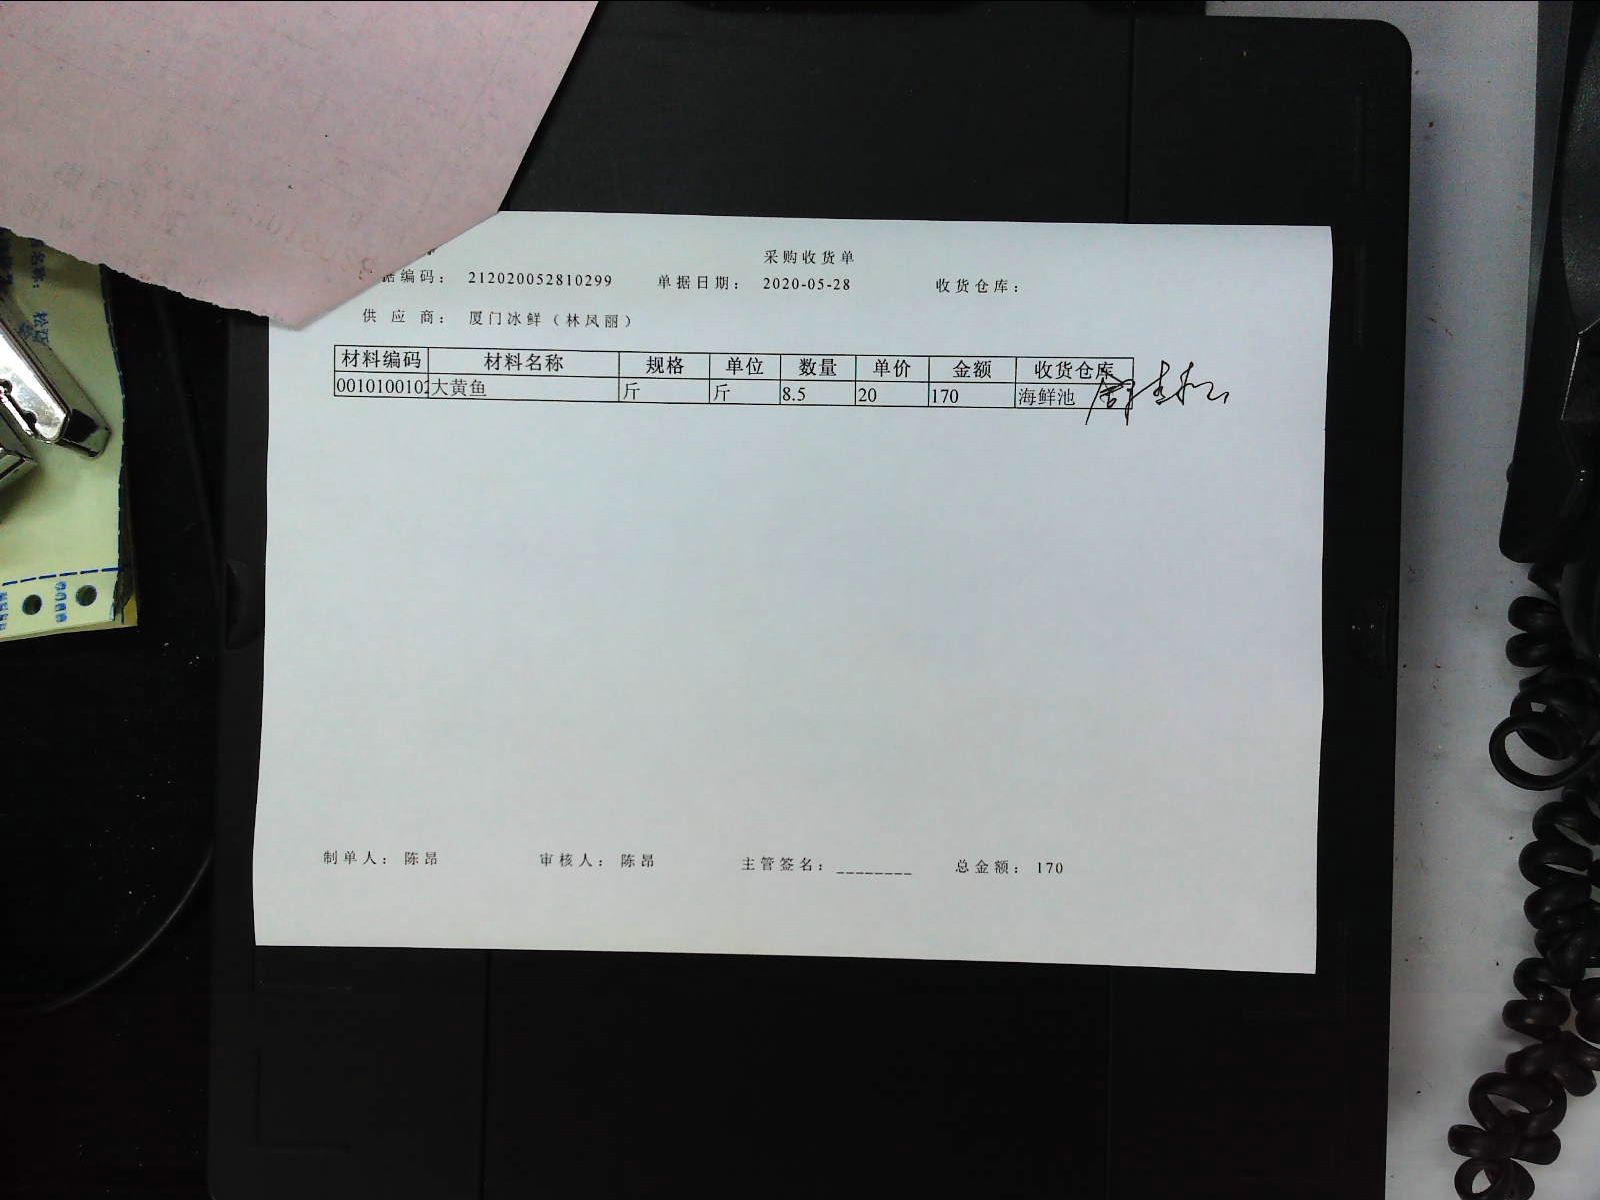 采购收货单
据编码： 212020052810299 单据日期： 2020-05-28 收货仓库：
供 应 商： 厦门冰鲜（林凤丽）
材料编码 材料名称 规格 单位 数量 单价 金额 收货仓库
0010100102 大黄鱼 斤 斤 8.5 20 170 海鲜池
制单人： 陈昂 审核人： 陈昂 主管签名：________ 总金额： 170